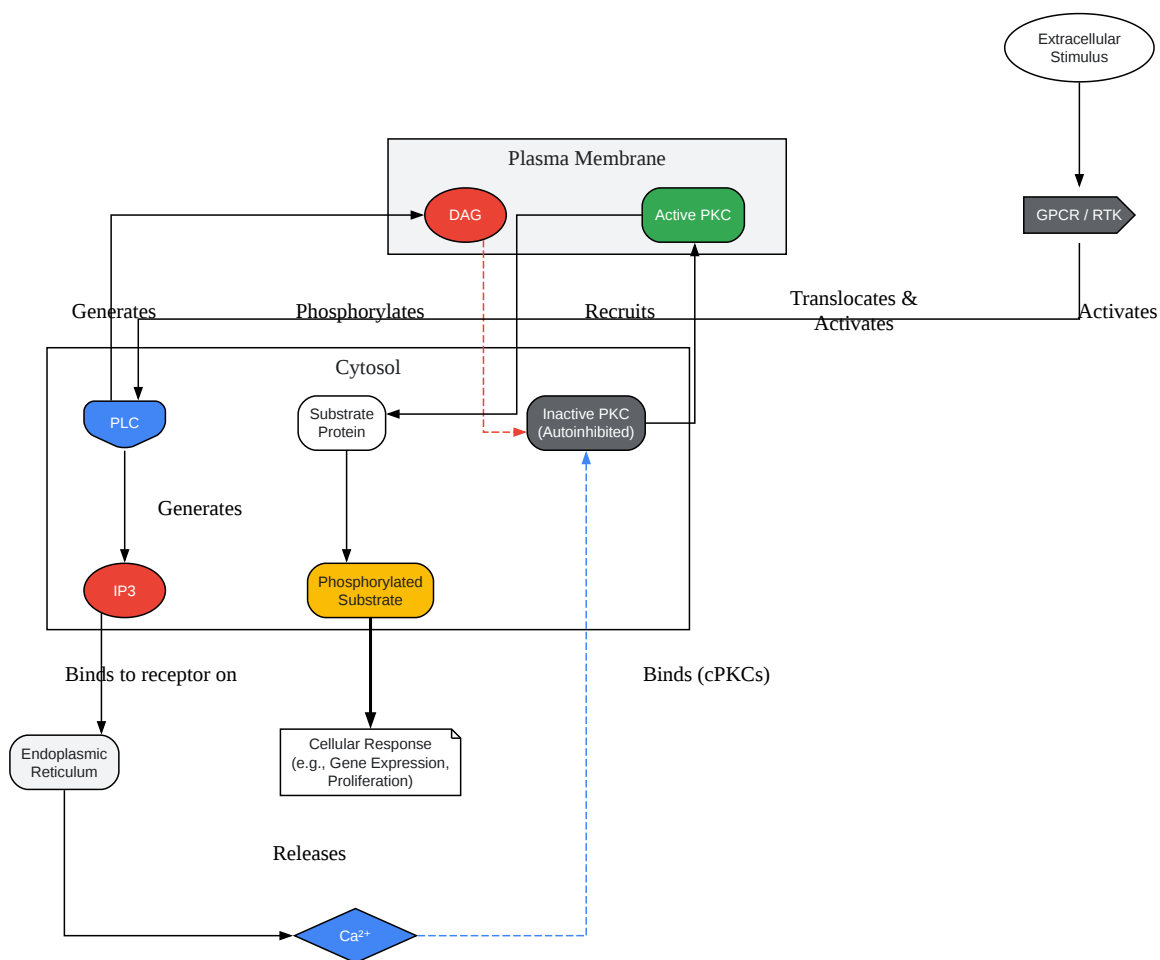 Extracellular
Stimulus
Plasma Membrane
DAG
Active PKC
GPCR / RTK
Generates
Phosphorylates
Recruits
Translocates &
Activates
Activates
Cytosol
PLC
Substrate
Protein
Inactive PKC
(Autoinhibited)
Generates
IP3
Phosphorylated
Substrate
Binds to receptor on
Binds (cPKCs)
Endoplasmic
Reticulum
Cellular Response
(e.g., Gene Expression,
Proliferation)
Releases
Ca²⁺